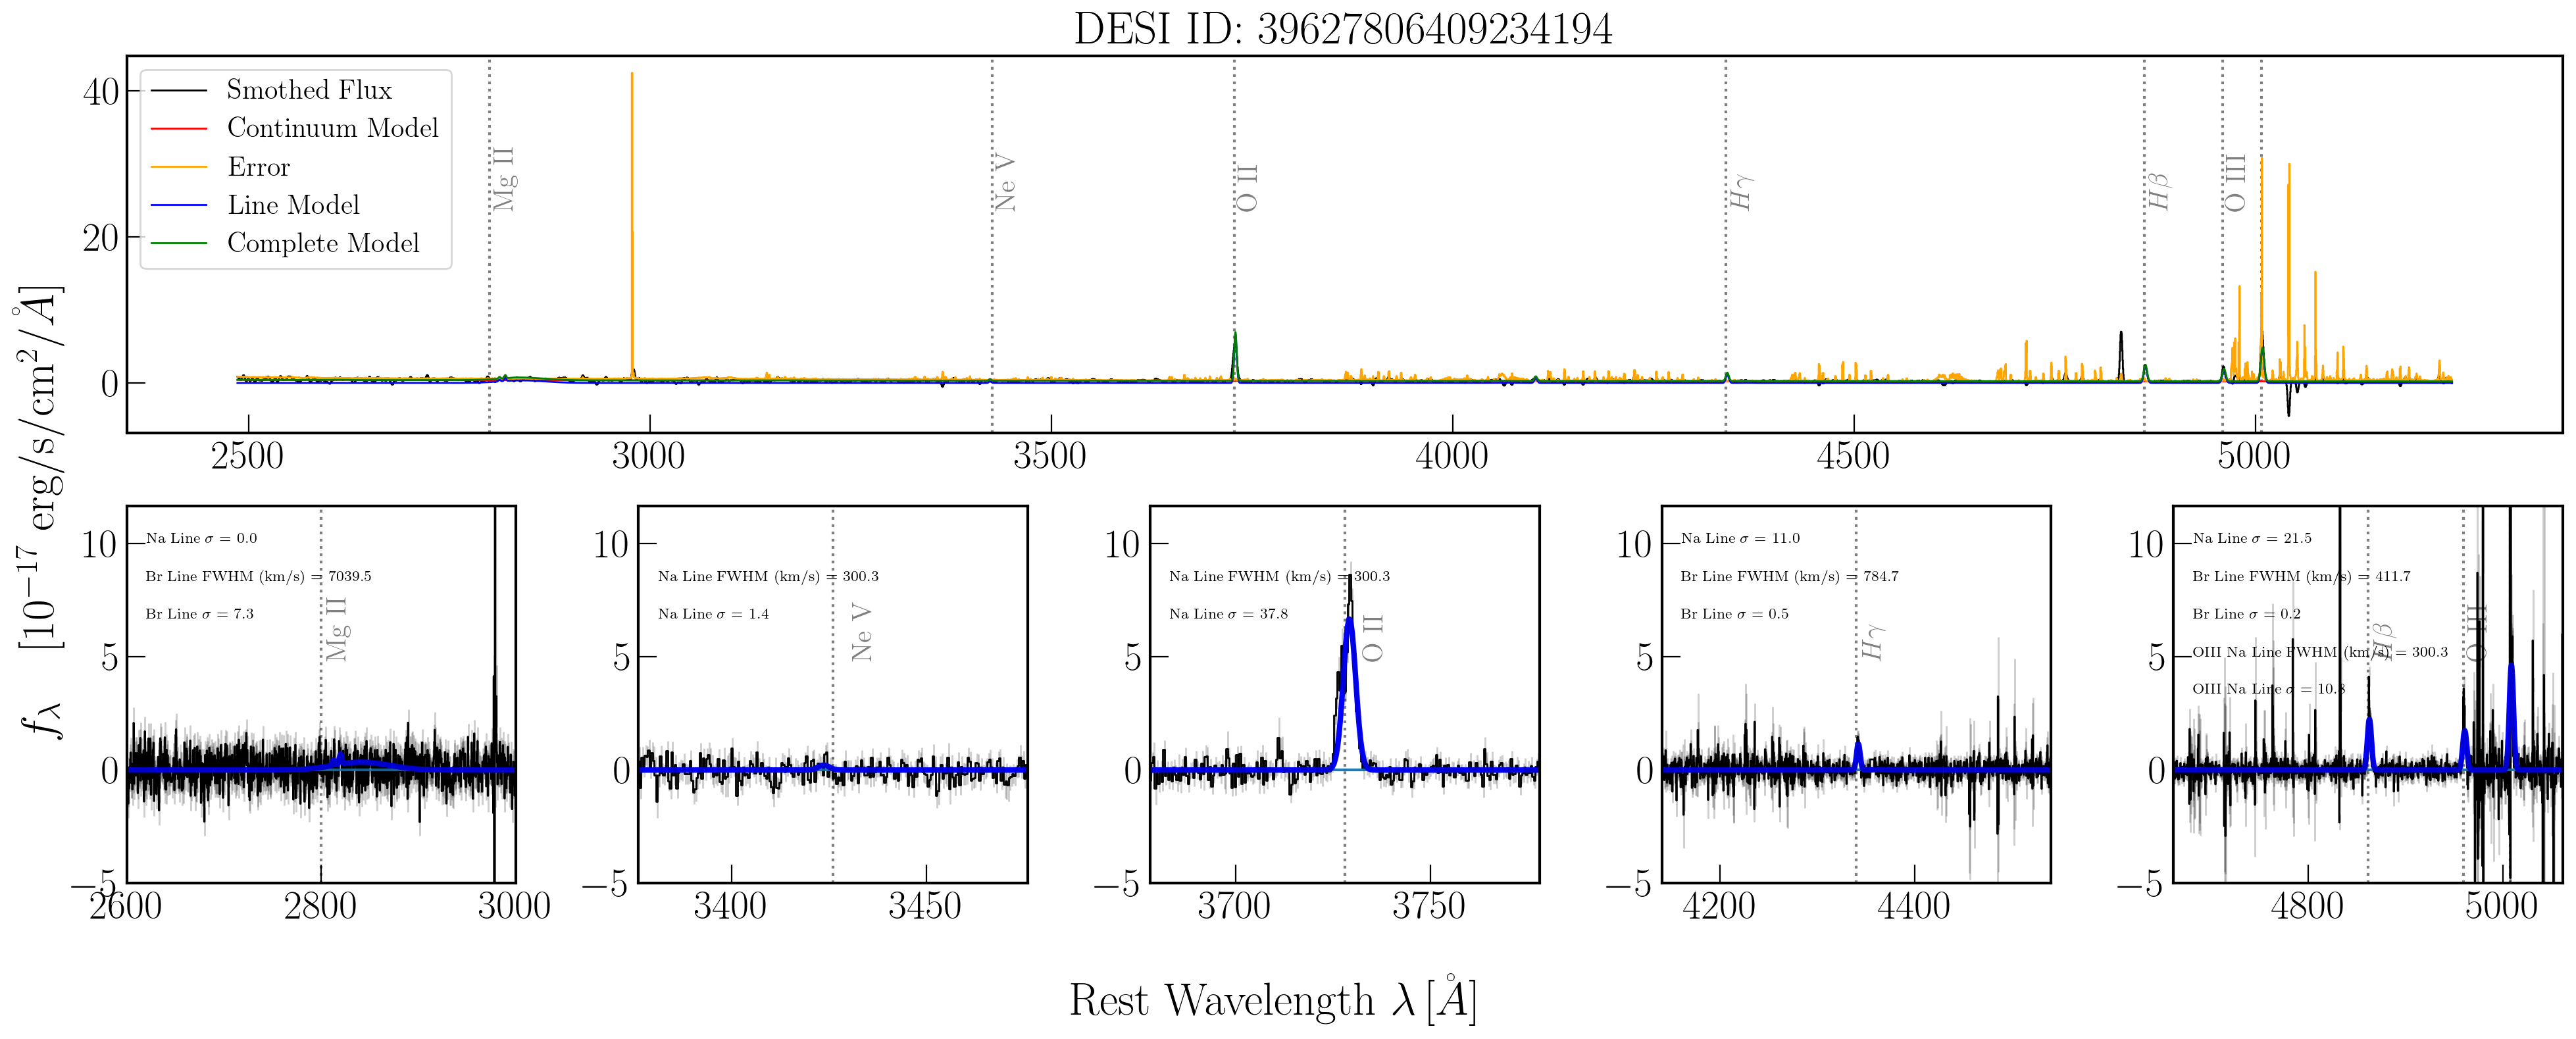 DESI ID: 39627806409234194
Smothed Flux
Continuum Model
Error
Line Model
Complete Model
Mg II
Ne V
O II
Hγ
Hβ
O III
40
20
0
2500 3000 3500 4000 4500 5000
f_λ [10^{-17} erg/s/cm^2/Å]
Na Line σ = 0.0
Br Line FWHM (km/s) = 7039.5
Br Line σ = 7.3
Mg II
10
5
0
−5
2600 2800 3000
Na Line FWHM (km/s) = 300.3
Na Line σ = 1.4
Ne V
10
5
0
−5
3400 3450
Na Line FWHM (km/s) = 300.3
Na Line σ = 37.8
O II
10
5
0
−5
3700 3750
Na Line σ = 11.0
Br Line FWHM (km/s) = 784.7
Br Line σ = 0.5
Hγ
10
5
0
−5
4200 4400
Na Line σ = 21.5
Br Line FWHM (km/s) = 411.7
Br Line σ = 0.2
OIII Na Line FWHM (km/s) = 300.3
OIII Na Line σ = 10.8
Hβ
O III
10
5
0
−5
4800 5000
Rest Wavelength λ [Å]